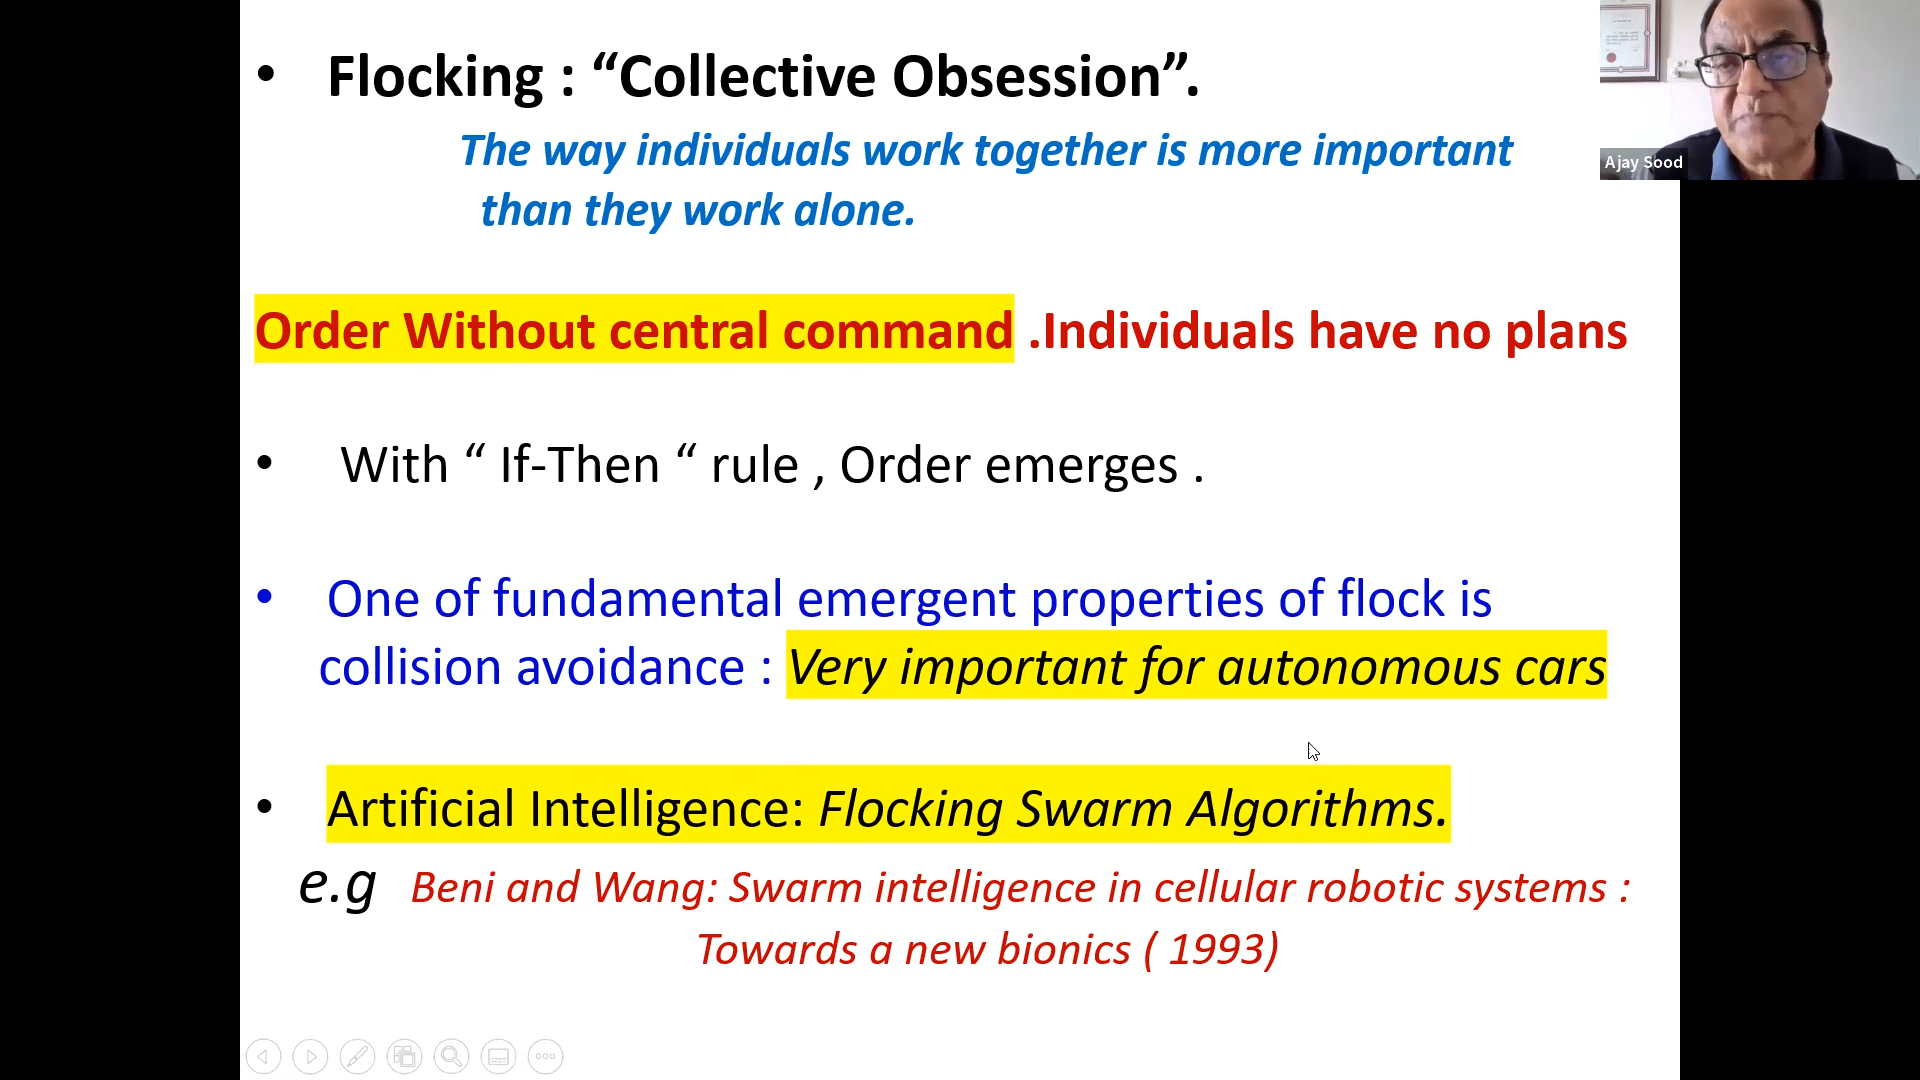 • Flocking : “Collective Obsession”.
The way individuals work together is more important
than they work alone.
Order Without central command .Individuals have no plans
• With “ If-Then “ rule , Order emerges .
• One of fundamental emergent properties of flock is
collision avoidance : Very important for autonomous cars
• Artificial Intelligence: Flocking Swarm Algorithms.
e.g Beni and Wang: Swarm intelligence in cellular robotic systems :
Towards a new bionics ( 1993)
Ajay Sood